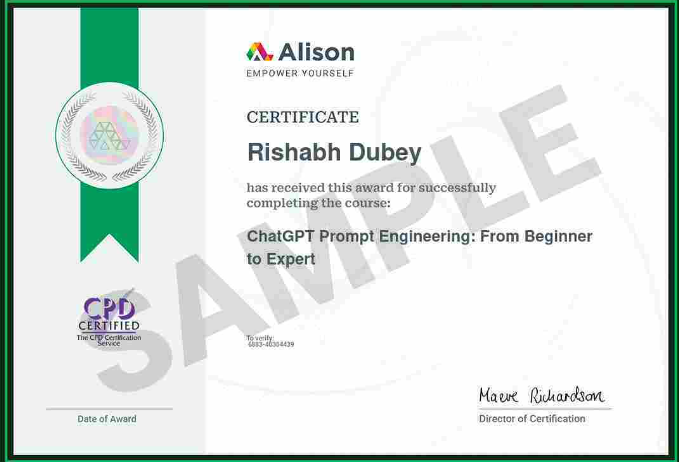 Alison
EMPOWER YOURSELF
CERTIFICATE
Rishabh Dubey
has received this award for successfully
completing the course:
ChatGPT Prompt Engineering: From Beginner
to Expert
SAMPLE
CPD
CERTIFIED
The CPD Certification
Service
To verify:
Maeve Richardson
Date of Award
Director of Certification